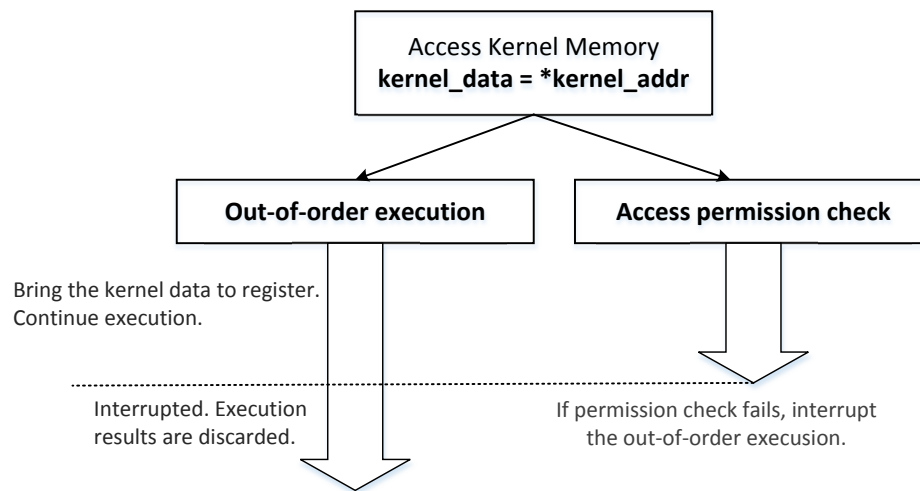 Access Kernel Memory
kernel_data = *kernel_addr
Out-of-order execution
Access permission check
Bring the kernel data to register.
Continue execution.
Interrupted. Execution
results are discarded.
If permission check fails, interrupt
the out-of-order execusion.